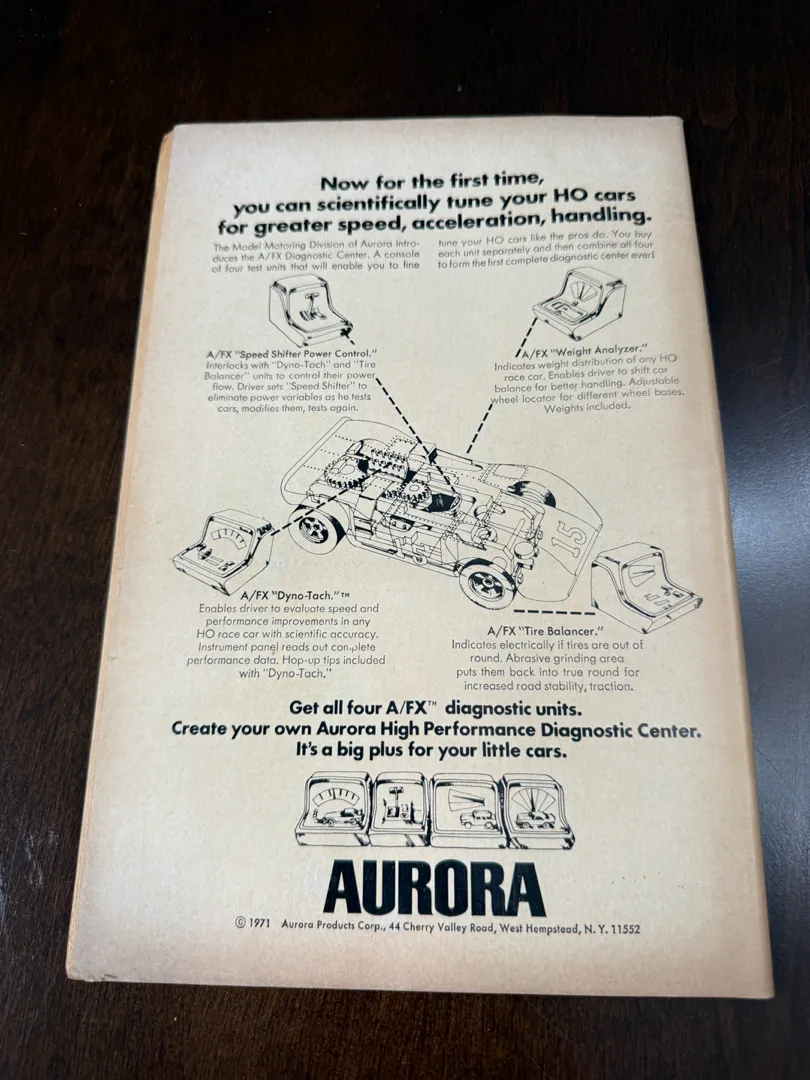 Now for the first time,
you can scientifically tune your HO cars
for greater speed, acceleration, handling.
The Model Motoring Division of Aurora intro-
duces the A/FX Diagnostic Center. A console
of four test units that will enable you to fine
tune your HO cars like the pros do. You buy
each unit separately and then combine all four
to form the first complete diagnostic center ever!
A/FX "Speed Shifter Power Control."
Interlocks with "Dyno-Tach" and "Tire
Balancer" units to control their power
flow. Driver sets "Speed Shifter" to
eliminate power variables as he tests
cars, modifies them, tests again.
A/FX "Weight Analyzer."
Indicates weight distribution of any HO
race car. Enables driver to shift car
balance for better handling. Adjustable
wheel locator for different wheel bases.
Weights included.
15
A/FX "Dyno-Tach."™
Enables driver to evaluate speed and
performance improvements in any
HO race car with scientific accuracy.
Instrument panel reads out complete
performance data. Hop-up tips included
with "Dyno-Tach."
A/FX "Tire Balancer."
Indicates electrically if tires are out of
round. Abrasive grinding area
puts them back into true round for
increased road stability, traction.
Get all four A/FX™ diagnostic units.
Create your own Aurora High Performance Diagnostic Center.
It's a big plus for your little cars.
AURORA
© 1971 Aurora Products Corp., 44 Cherry Valley Road, West Hempstead, N. Y. 11552